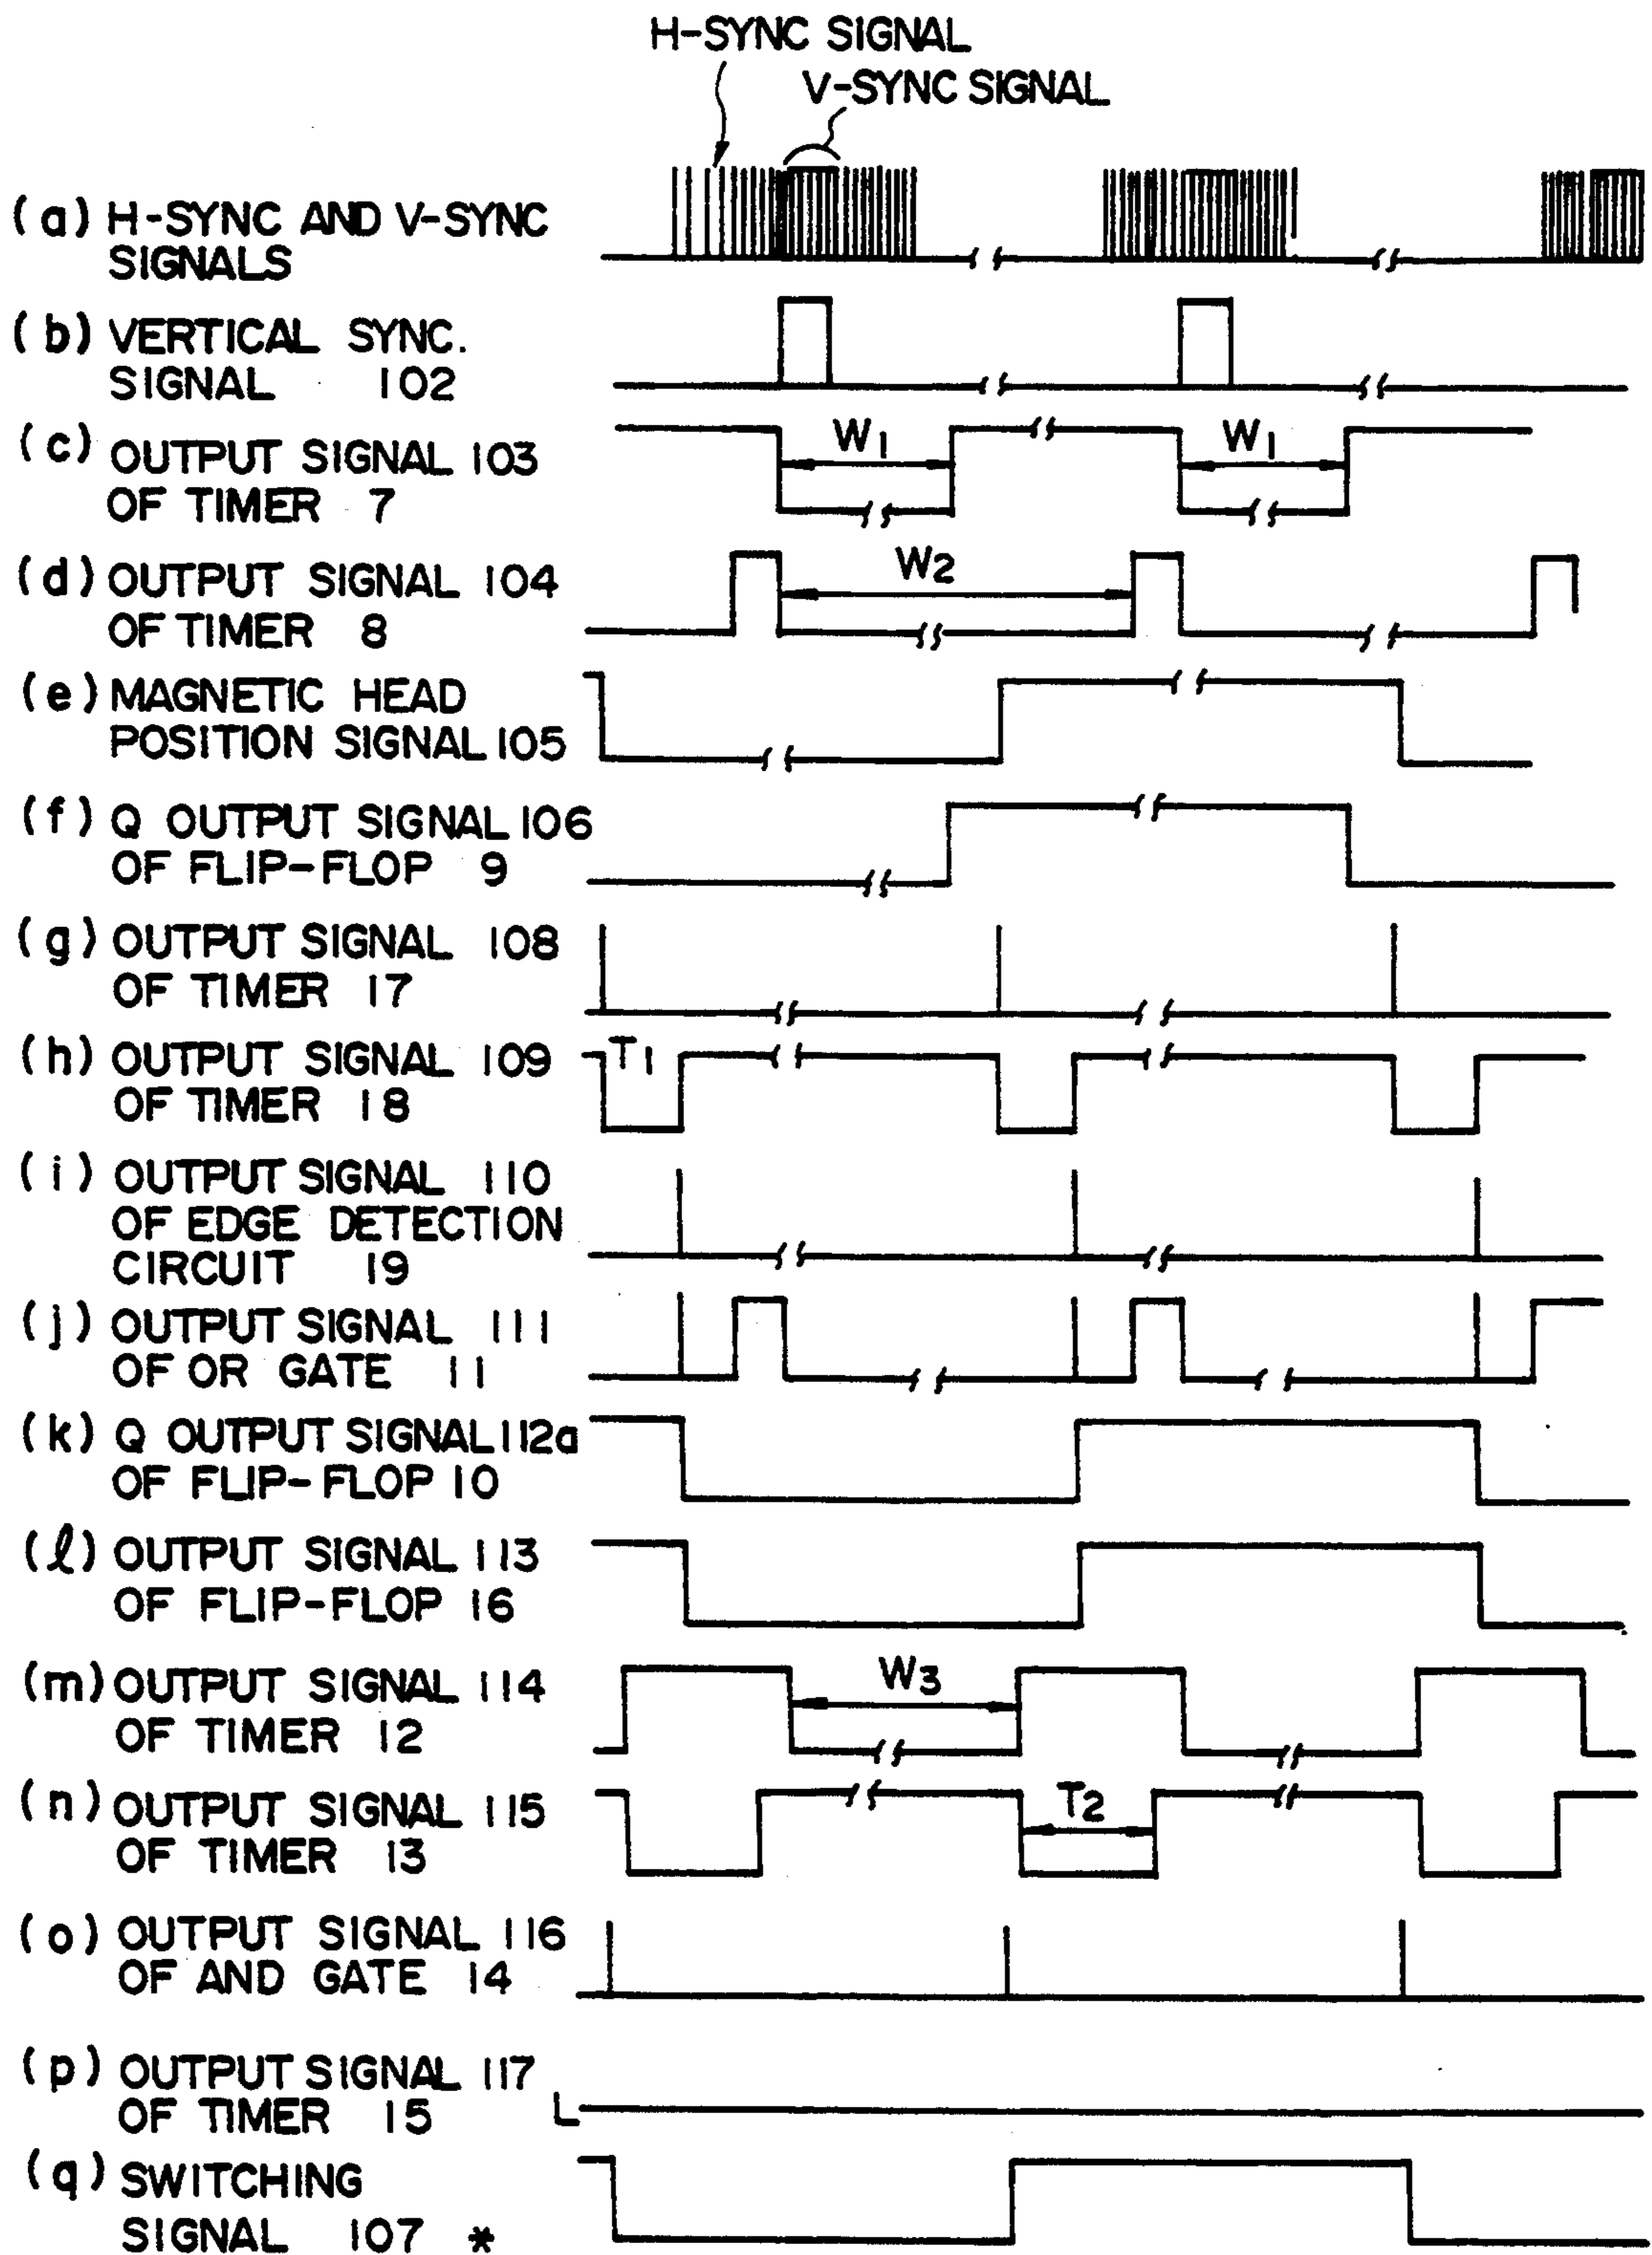 H-SYNC SIGNAL
V-SYNC SIGNAL
(a) H-SYNC AND V-SYNC
SIGNALS
(b) VERTICAL SYNC.
SIGNAL 102
(c) OUTPUT SIGNAL 103
OF TIMER 7
W1
W1
(d) OUTPUT SIGNAL 104
OF TIMER 8
W2
(e) MAGNETIC HEAD
POSITION SIGNAL 105
(f) Q OUTPUT SIGNAL 106
OF FLIP-FLOP 9
(g) OUTPUT SIGNAL 108
OF TIMER 17
(h) OUTPUT SIGNAL 109
OF TIMER 18
T1
(i) OUTPUT SIGNAL 110
OF EDGE DETECTION
CIRCUIT 19
(j) OUTPUT SIGNAL 111
OF OR GATE 11
(k) Q OUTPUT SIGNAL 112a
OF FLIP-FLOP 10
(ℓ) OUTPUT SIGNAL 113
OF FLIP-FLOP 16
(m) OUTPUT SIGNAL 114
OF TIMER 12
W3
(n) OUTPUT SIGNAL 115
OF TIMER 13
T2
(o) OUTPUT SIGNAL 116
OF AND GATE 14
(p) OUTPUT SIGNAL 117
OF TIMER 15
L
(q) SWITCHING
SIGNAL 107 *